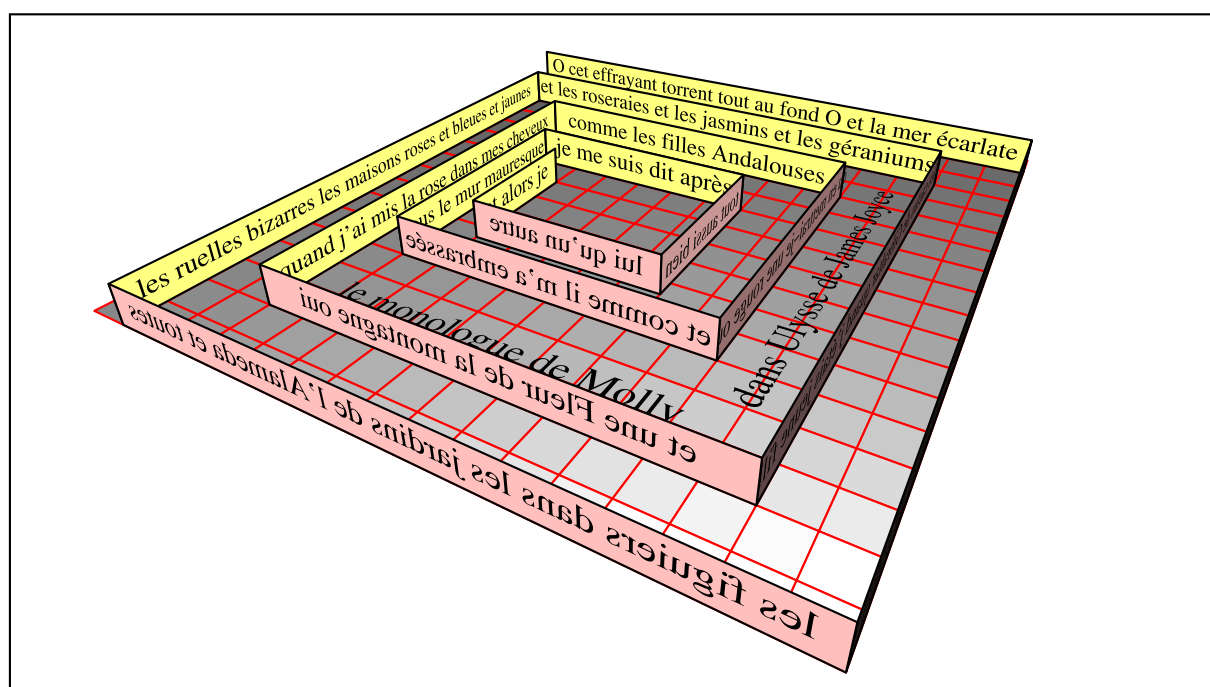 O cet effrayant torrent tout au fond O et la mer écarlate
et les roseraies et les jasmins et les géraniums
comme les filles Andalouses
je me suis dit après
tout aussi bien
lui qu'un autre
alors je
le mur mauresque
et comme il m'a embrassée
quand j'ai mis la rose dans mes cheveux
une rouge
et une Fleur de la montagne oui
les ruelles bizarres les maisons roses et bleues et jaunes
les figuiers dans les jardins de l'Alameda et toutes
le monologue de Molly
dans Ulysse de James Joyce